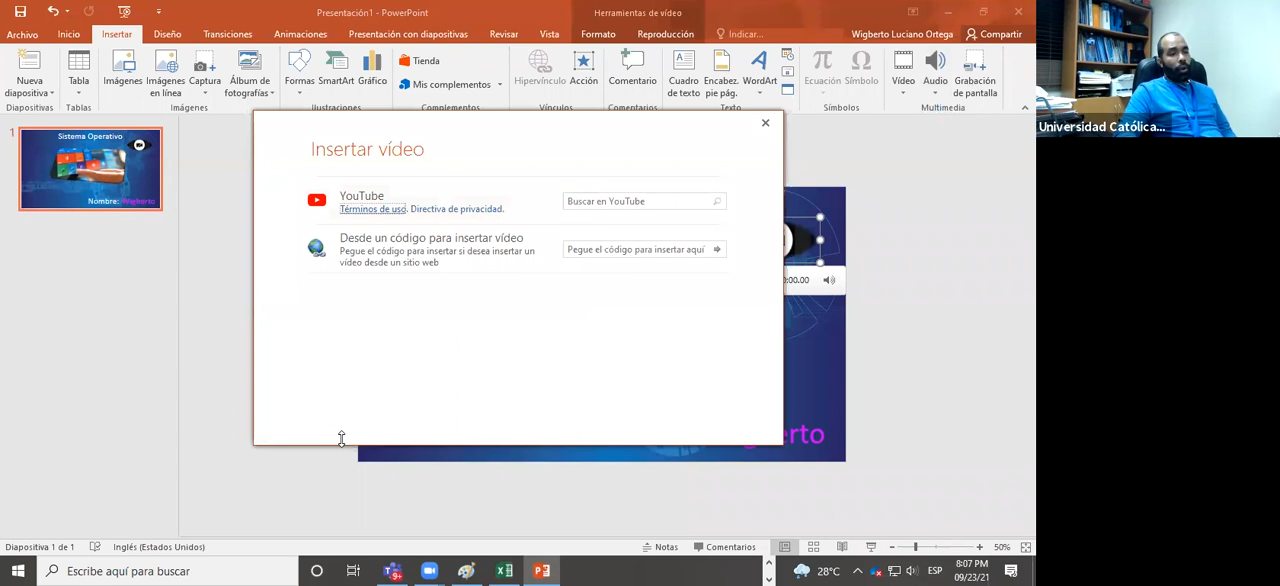 Presentación1 - PowerPoint
Herramientas de vídeo
Archivo
Inicio
Insertar
Diseño
Transiciones
Animaciones
Presentación con diapositivas
Revisar
Vista
Formato
Reproducción
Indicar...
Wigberto Luciano Ortega
Compartir
Nueva
diapositiva
Tabla
Imágenes
Imágenes
en línea
Captura
Álbum de
fotografías
Formas
SmartArt
Gráfico
Tienda
Mis complementos
Hipervínculo
Acción
Comentario
Cuadro
de texto
Encabez.
pie pág.
WordArt
Ecuación
Símbolo
Vídeo
Audio
Grabación
de pantalla
Diapositivas
Tablas
Imágenes
Ilustraciones
Complementos
Vínculos
Comentarios
Texto
Símbolos
Multimedia
Universidad Católica...
1
Sistema Operativo
Nombre: Wigberto
Insertar vídeo
YouTube
Términos de uso. Directiva de privacidad.
Buscar en YouTube
Desde un código para insertar vídeo
Pegue el código para insertar si desea insertar un
vídeo desde un sitio web
Pegue el código para insertar aquí
:00.00
erto
Diapositiva 1 de 1
Inglés (Estados Unidos)
Notas
Comentarios
50%
Escribe aquí para buscar
9+
28°C
ESP
8:07 PM
09/23/21